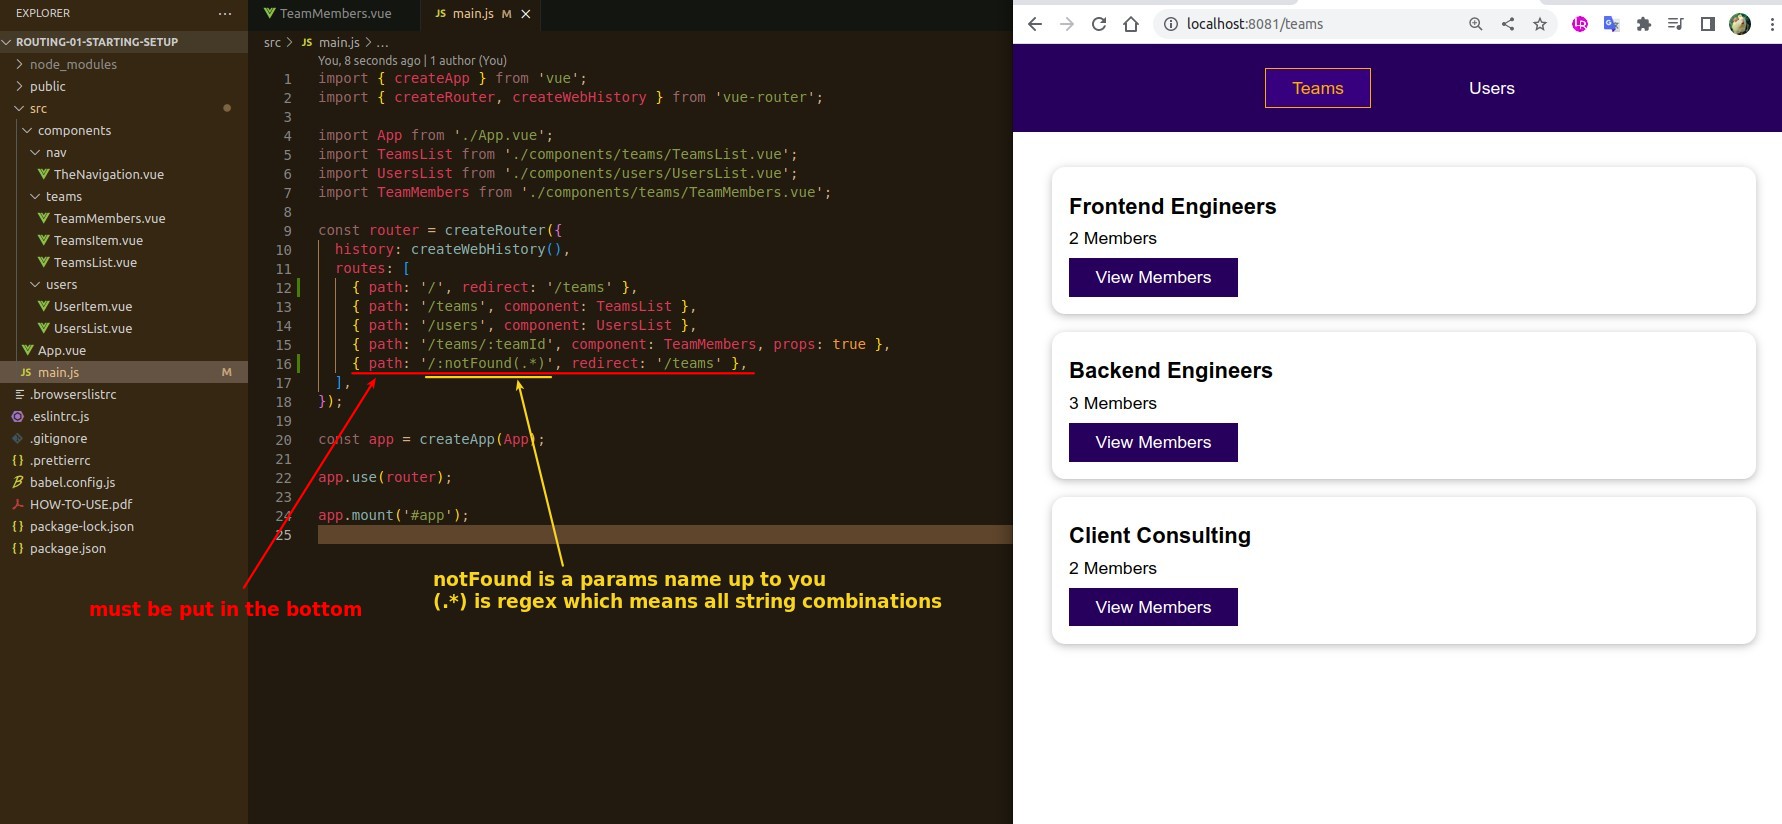 EXPLORER ...
ROUTING-01-STARTING-SETUP
node_modules
public
src
components
nav
TheNavigation.vue
teams
TeamMembers.vue
TeamsItem.vue
TeamsList.vue
users
UserItem.vue
UsersList.vue
App.vue
JS main.js M
.browserslistrc
.eslintrc.js
.gitignore
{} .prettierrc
babel.config.js
HOW-TO-USE.pdf
{} package-lock.json
{} package.json
TeamMembers.vue JS main.js M
src > JS main.js > ...
You, 8 seconds ago | 1 author (You)
1 import { createApp } from 'vue';
2 import { createRouter, createWebHistory } from 'vue-router';
3
4 import App from './App.vue';
5 import TeamsList from './components/teams/TeamsList.vue';
6 import UsersList from './components/users/UsersList.vue';
7 import TeamMembers from './components/teams/TeamMembers.vue';
8
9 const router = createRouter({
10 history: createWebHistory(),
11 routes: [
12 { path: '/', redirect: '/teams' },
13 { path: '/teams', component: TeamsList },
14 { path: '/users', component: UsersList },
15 { path: '/teams/:teamId', component: TeamMembers, props: true },
16 { path: '/:notFound(.*)', redirect: '/teams' },
17 ],
18 });
19
20 const app = createApp(App);
21
22 app.use(router);
23
24 app.mount('#app');
25
must be put in the bottom
notFound is a params name up to you
(.*) is regex which means all string combinations
localhost:8081/teams
Teams Users
Frontend Engineers
2 Members
View Members
Backend Engineers
3 Members
View Members
Client Consulting
2 Members
View Members